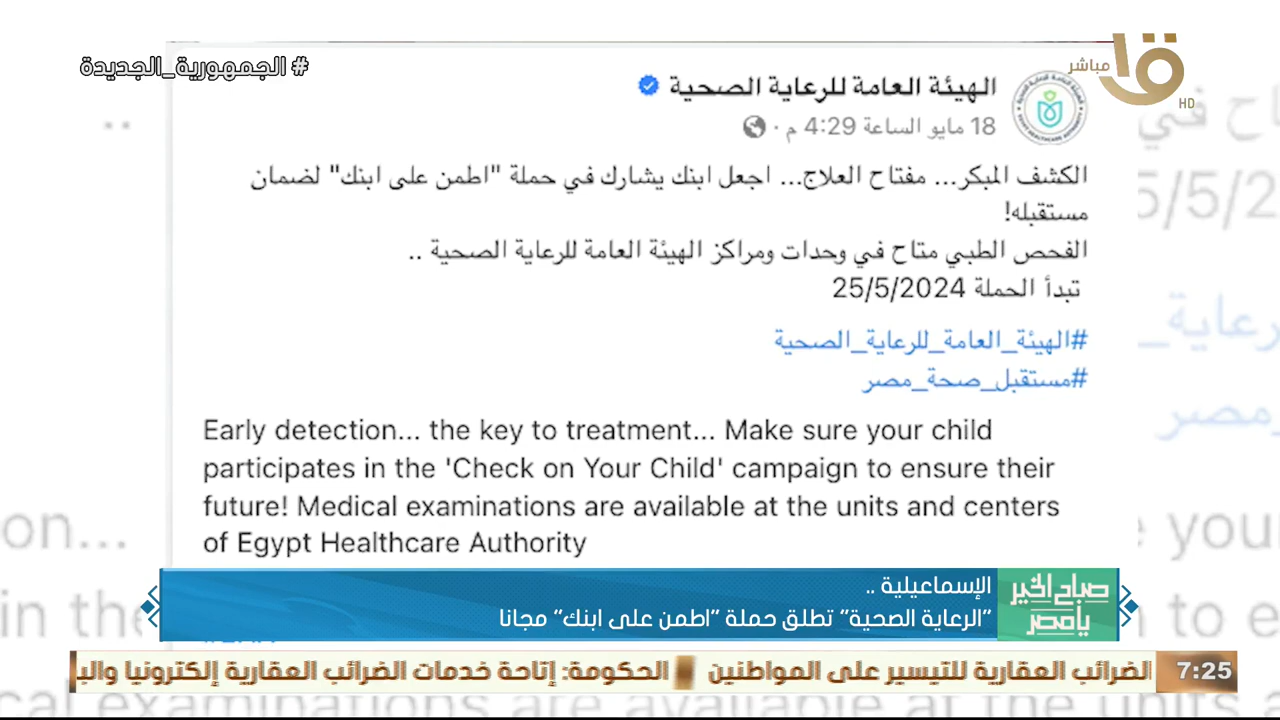 # الجمهورية_الجديدة
مباشر
HD
الهيئة العامة للرعاية الصحية
18 مايو الساعة 4:29 م ·
الكشف المبكر... مفتاح العلاج... اجعل ابنك يشارك في حملة "اطمن على ابنك" لضمان
مستقبله!
الفحص الطبي متاح في وحدات ومراكز الهيئة العامة للرعاية الصحية ..
تبدأ الحملة 25/5/2024
#الهيئة_العامة_للرعاية_الصحية
#مستقبل_صحة_مصر
Early detection... the key to treatment... Make sure your child
participates in the 'Check on Your Child' campaign to ensure their
future! Medical examinations are available at the units and centers
of Egypt Healthcare Authority
صباح الخير
يا مصر
الإسماعيلية ..
"الرعاية الصحية" تطلق حملة "اطمن على ابنك" مجانا
7:25
الضرائب العقارية للتيسير على المواطنين
الحكومة: إتاحة خدمات الضرائب العقارية إلكترونيا